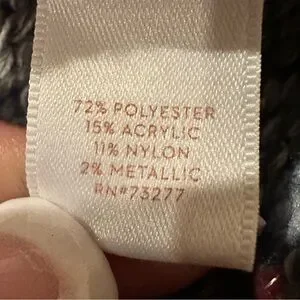 72% POLYESTER
15% ACRYLIC
11% NYLON
2% METALLIC
RN#73277